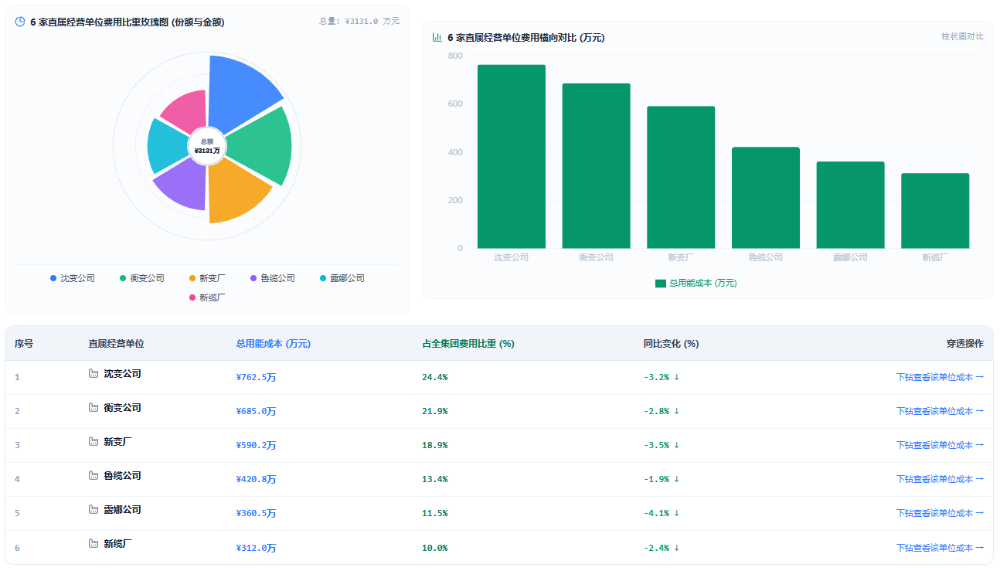 6 家直属经营单位费用比重玫瑰图 (份额与金额)
总量: ¥3131.0 万元
总额
¥3131万
沈变公司
衡变公司
新变厂
鲁缆公司
露娜公司
新缆厂
6 家直属经营单位费用横向对比 (万元)
柱状图对比
800
600
400
200
0
沈变公司
衡变公司
新变厂
鲁缆公司
露娜公司
新缆厂
总用能成本 (万元)
序号 直属经营单位 总用能成本 (万元) 占全集团费用比重 (%) 同比变化 (%) 穿透操作
1 沈变公司 ¥762.5万 24.4% -3.2% ↓ 下钻查看该单位成本 →
2 衡变公司 ¥685.0万 21.9% -2.8% ↓ 下钻查看该单位成本 →
3 新变厂 ¥590.2万 18.9% -3.5% ↓ 下钻查看该单位成本 →
4 鲁缆公司 ¥420.8万 13.4% -1.9% ↓ 下钻查看该单位成本 →
5 露娜公司 ¥360.5万 11.5% -4.1% ↓ 下钻查看该单位成本 →
6 新缆厂 ¥312.0万 10.0% -2.4% ↓ 下钻查看该单位成本 →